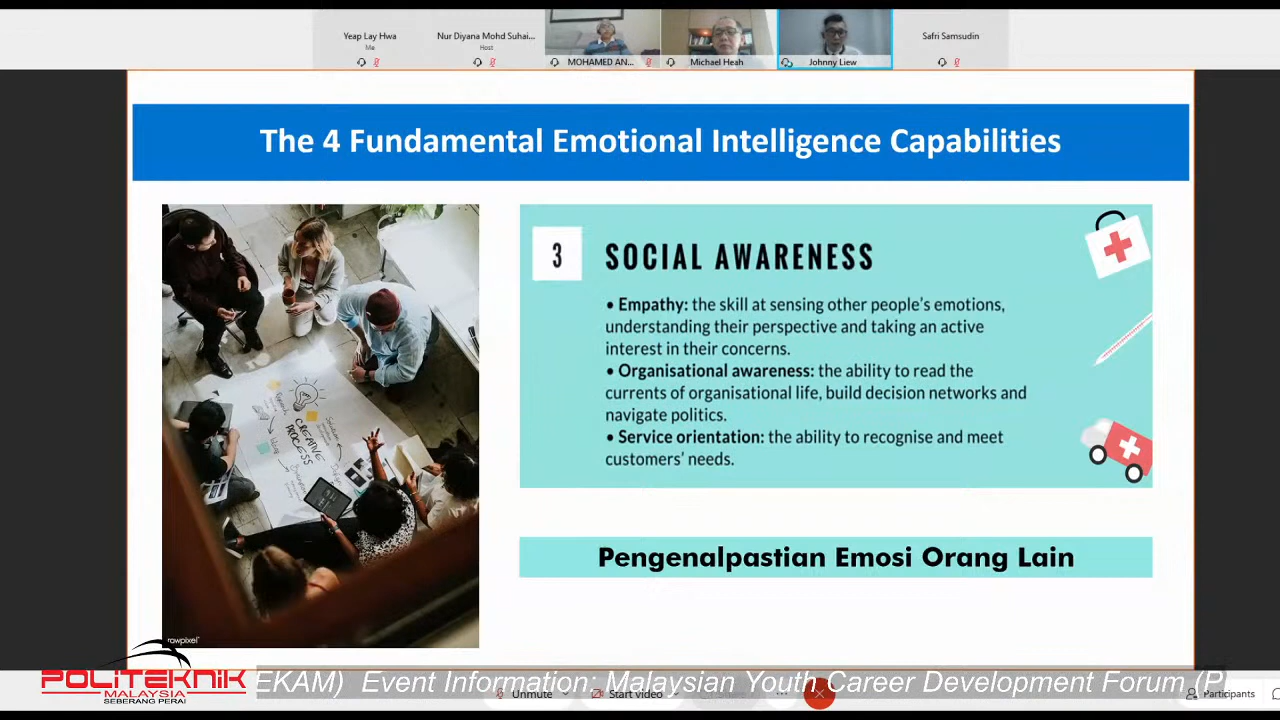 Yeap Lay Hwa
Me
Nur Diyana Mohd Suhai...
Host
MOHAMED AN...
Michael Heah
Johnny Liew
Safri Samsudin
The 4 Fundamental Emotional Intelligence Capabilities
3
SOCIAL AWARENESS
• Empathy: the skill at sensing other people's emotions,
understanding their perspective and taking an active
interest in their concerns.
• Organisational awareness: the ability to read the
currents of organisational life, build decision networks and
navigate politics.
• Service orientation: the ability to recognise and meet
customers' needs.
CREATIVE
PROCESS
Pengenalpastian Emosi Orang Lain
rawpixel
POLITEKNIK
MALAYSIA
SEBERANG PERAI
EKAM) Event Information: Malaysian Youth Career Development Forum (P
Unmute
Start video
Participants